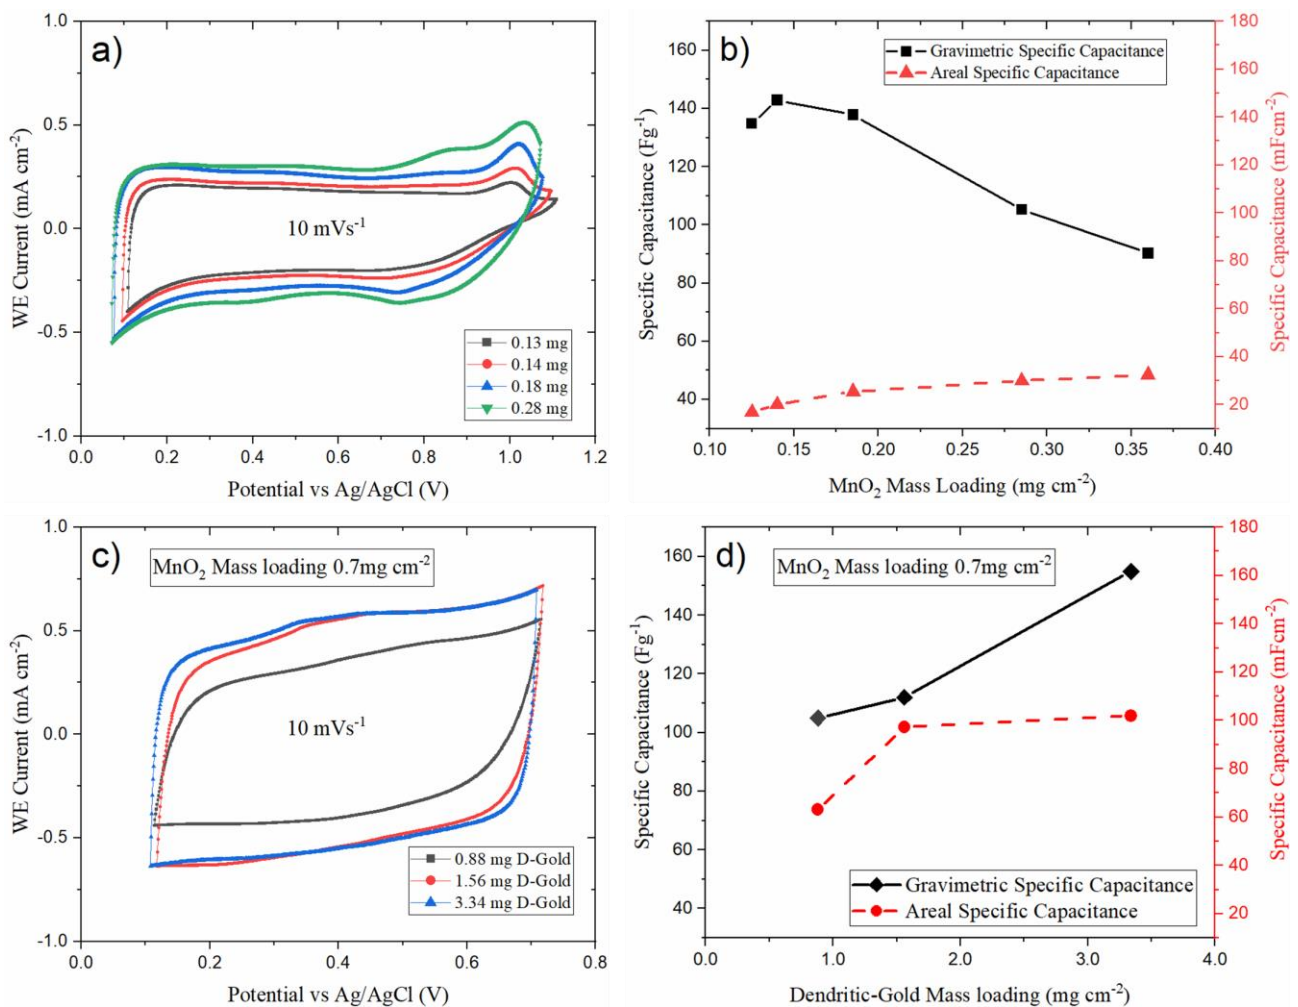 a)
1.0
0.5
0.0
-0.5
-1.0
WE Current (mA cm⁻²)
10 mVs⁻¹
0.13 mg
0.14 mg
0.18 mg
0.28 mg
0.0 0.2 0.4 0.6 0.8 1.0 1.2
Potential vs Ag/AgCl (V)
b)
160
140
120
100
80
60
40
Specific Capacitance (Fg⁻¹)
Gravimetric Specific Capacitance
Areal Specific Capacitance
180
160
140
120
100
80
60
40
20
Specific Capacitance (mFcm⁻²)
0.10 0.15 0.20 0.25 0.30 0.35 0.40
MnO₂ Mass Loading (mg cm⁻²)
c)
MnO₂ Mass loading 0.7mg cm⁻²
1.0
0.5
0.0
-0.5
-1.0
WE Current (mA cm⁻²)
10 mVs⁻¹
0.88 mg D-Gold
1.56 mg D-Gold
3.34 mg D-Gold
0.2 0.4 0.6 0.8
Potential vs Ag/AgCl (V)
d)
MnO₂ Mass loading 0.7mg cm⁻²
160
140
120
100
80
60
40
Specific Capacitance (Fg⁻¹)
Gravimetric Specific Capacitance
Areal Specific Capacitance
180
160
140
120
100
80
60
40
20
Specific Capacitance (mFcm⁻²)
0.0 1.0 2.0 3.0 4.0
Dendritic-Gold Mass loading (mg cm⁻²)